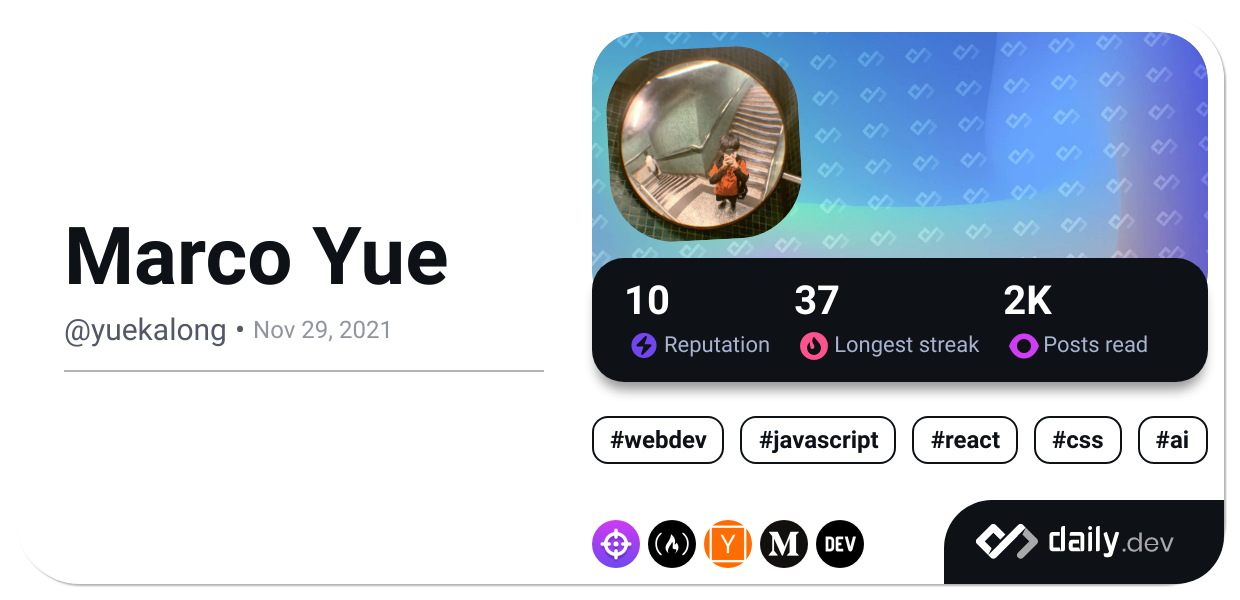 Marco Yue
@yuekalong • Nov 29, 2021
10 37 2K
Reputation Longest streak Posts read
#webdev #javascript #react #css #ai
Y M DEV
daily.dev